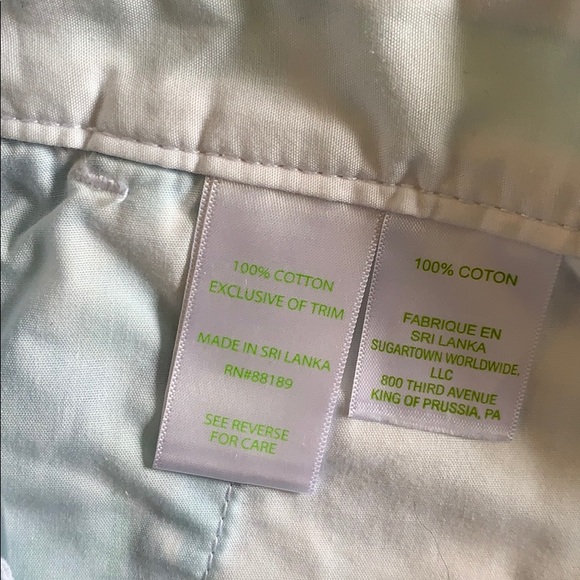 100% COTTON
EXCLUSIVE OF TRIM
MADE IN SRI LANKA
RN#88189
SEE REVERSE
FOR CARE
100% COTON
FABRIQUE EN
SRI LANKA
SUGARTOWN WORLDWIDE,
LLC
800 THIRD AVENUE
KING OF PRUSSIA, PA